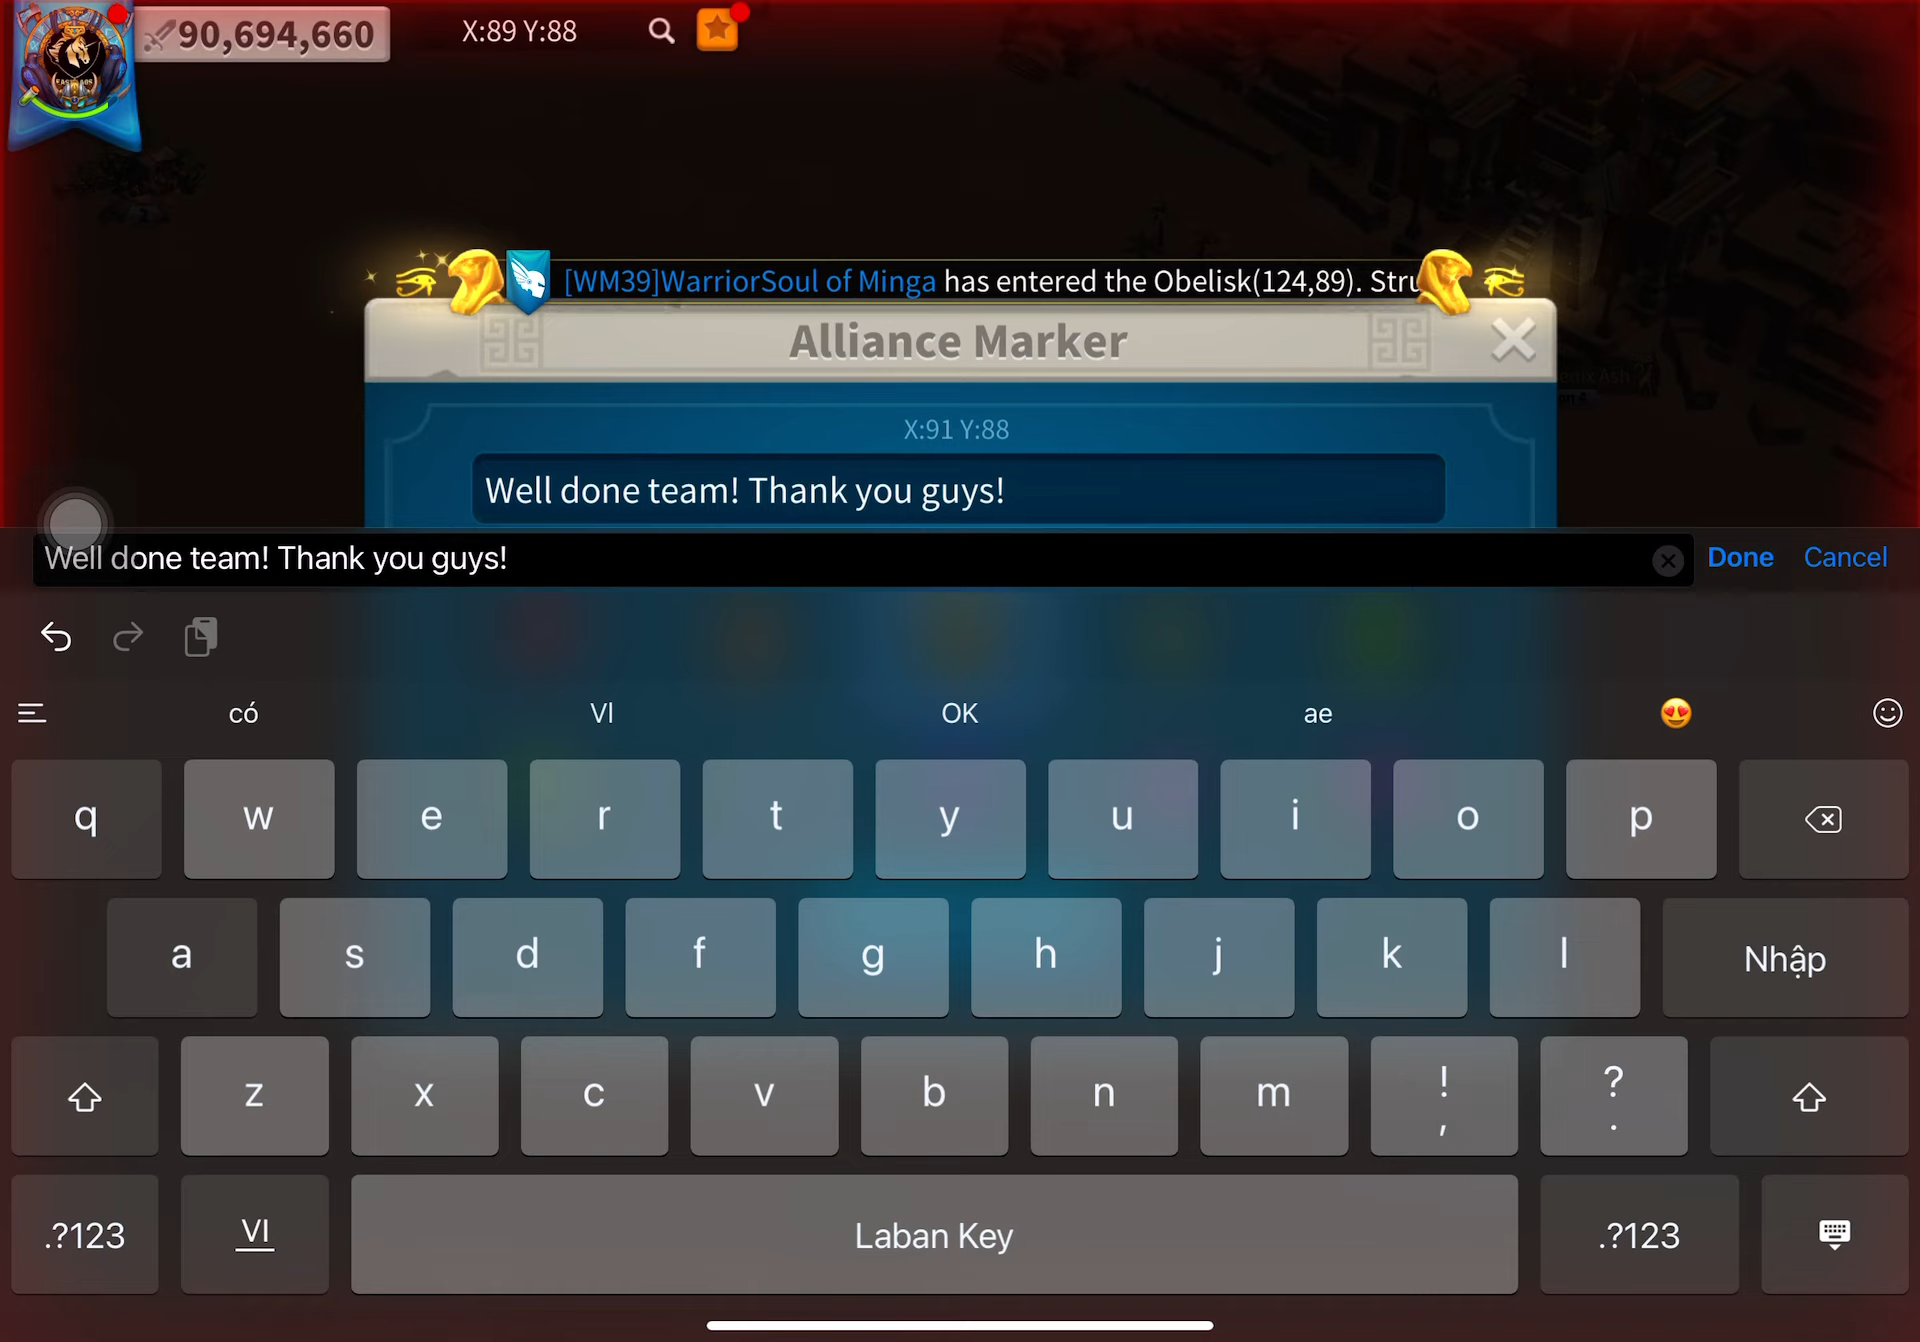 90,694,660
X:89 Y:88
[WM39]WarriorSoul of Minga has entered the Obelisk(124,89). Stru
Alliance Marker
X:91 Y:88
Well done team! Thank you guys!
Well done team! Thank you guys!
Done
Cancel
có
VI
OK
ae
q w e r t y u i o p
a s d f g h j k l Nhập
z x c v b n m ! , ? .
.?123 VI Laban Key .?123